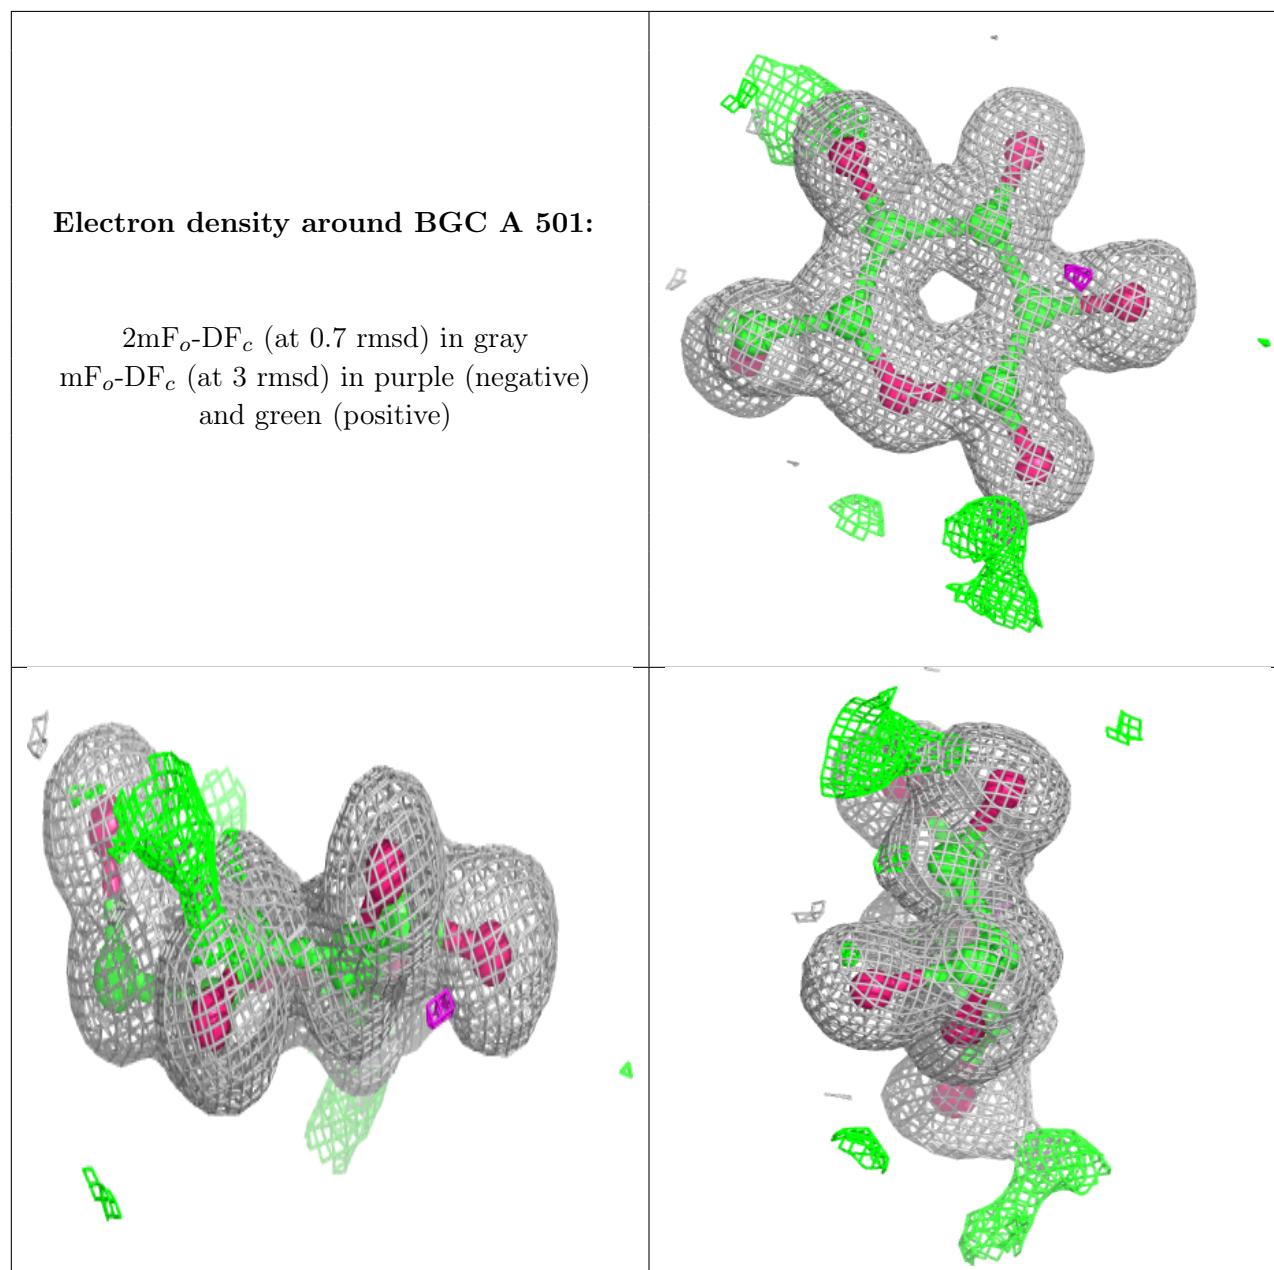 Electron density around BGC A 501:
2mFₒ-DF𝒸 (at 0.7 rmsd) in gray
mFₒ-DF𝒸 (at 3 rmsd) in purple (negative)
and green (positive)